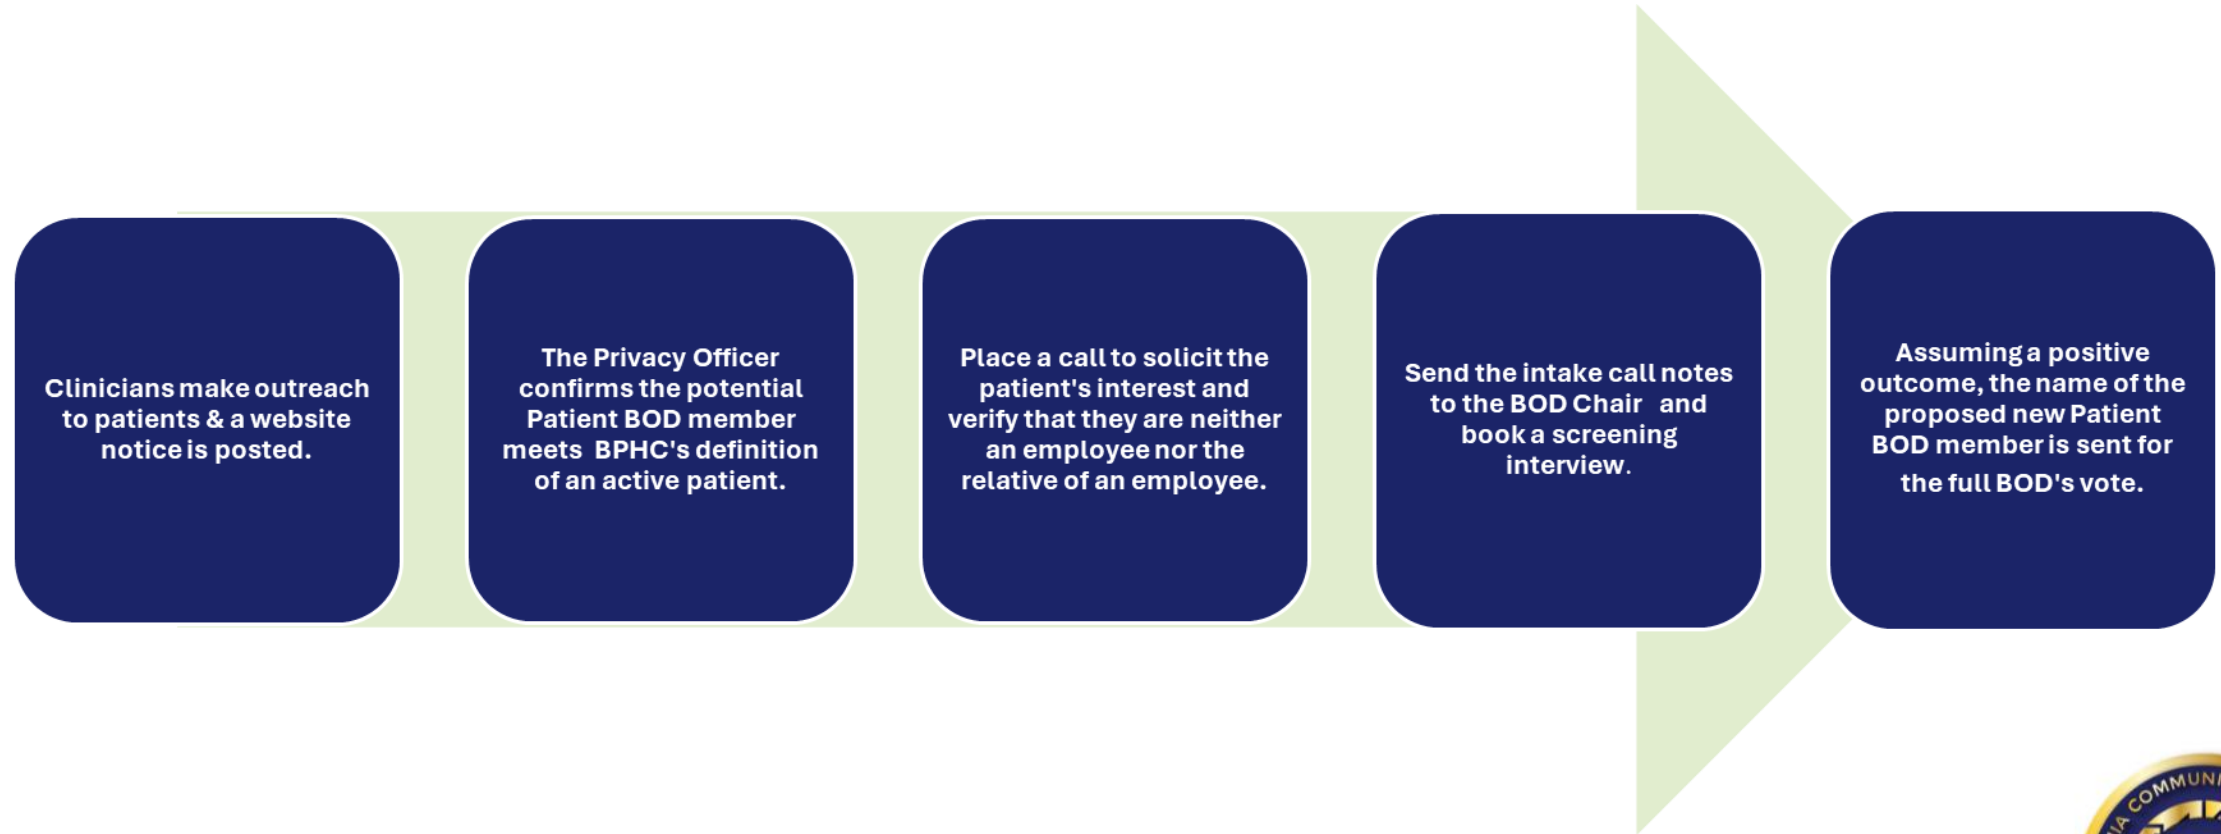 Clinicians make outreach
to patients & a website
notice is posted.
The Privacy Officer
confirms the potential
Patient BOD member
meets  BPHC's definition
of an active patient.
Place a call to solicit the
patient's interest and
verify that they are neither
an employee nor the
relative of an employee.
Send the intake call notes
to the BOD Chair   and
book a screening
interview.
Assuming a positive
outcome, the name of the
proposed new Patient
BOD member is sent for
the full BOD's vote.